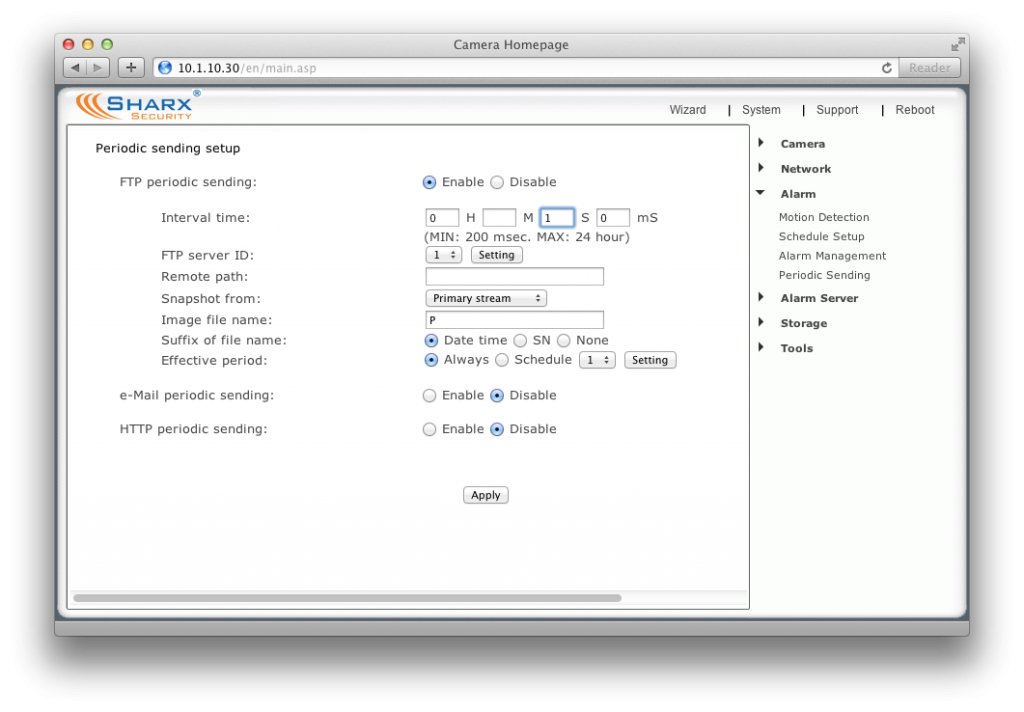 Camera Homepage
10.1.10.30/en/main.asp
Reader
SHARX®
SECURITY
Wizard | System | Support | Reboot
Periodic sending setup
FTP periodic sending: Enable Disable
Interval time: 0 H M 1 S 0 mS
(MIN: 200 msec. MAX: 24 hour)
FTP server ID: 1 Setting
Remote path:
Snapshot from: Primary stream
Image file name: P
Suffix of file name: Date time SN None
Effective period: Always Schedule 1 Setting
e-Mail periodic sending: Enable Disable
HTTP periodic sending: Enable Disable
Apply
Camera
Network
Alarm
Motion Detection
Schedule Setup
Alarm Management
Periodic Sending
Alarm Server
Storage
Tools